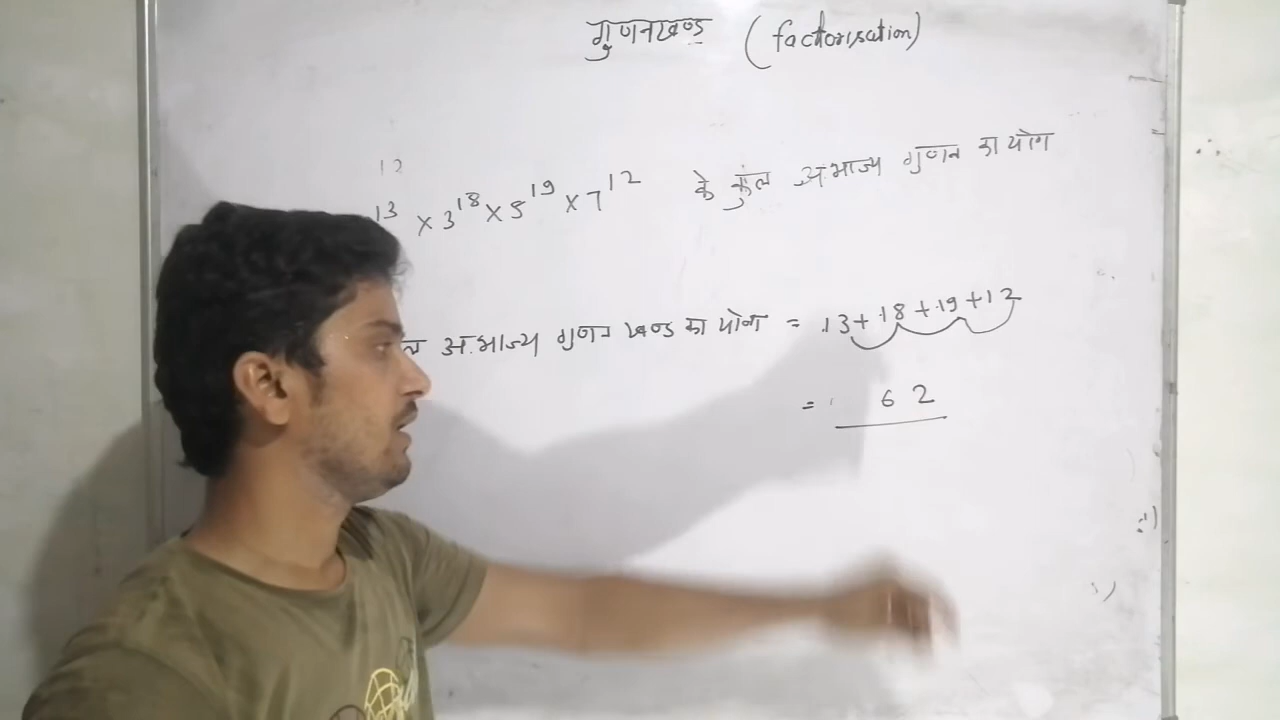 गुणनखण्ड (factorisation)
12
13 × 3^18 × 5^19 × 7^12 के कुल अभाज्य गुणन का योग
ल अभाज्य गुणन खण्ड का योग = 13+18+19+12
= 62